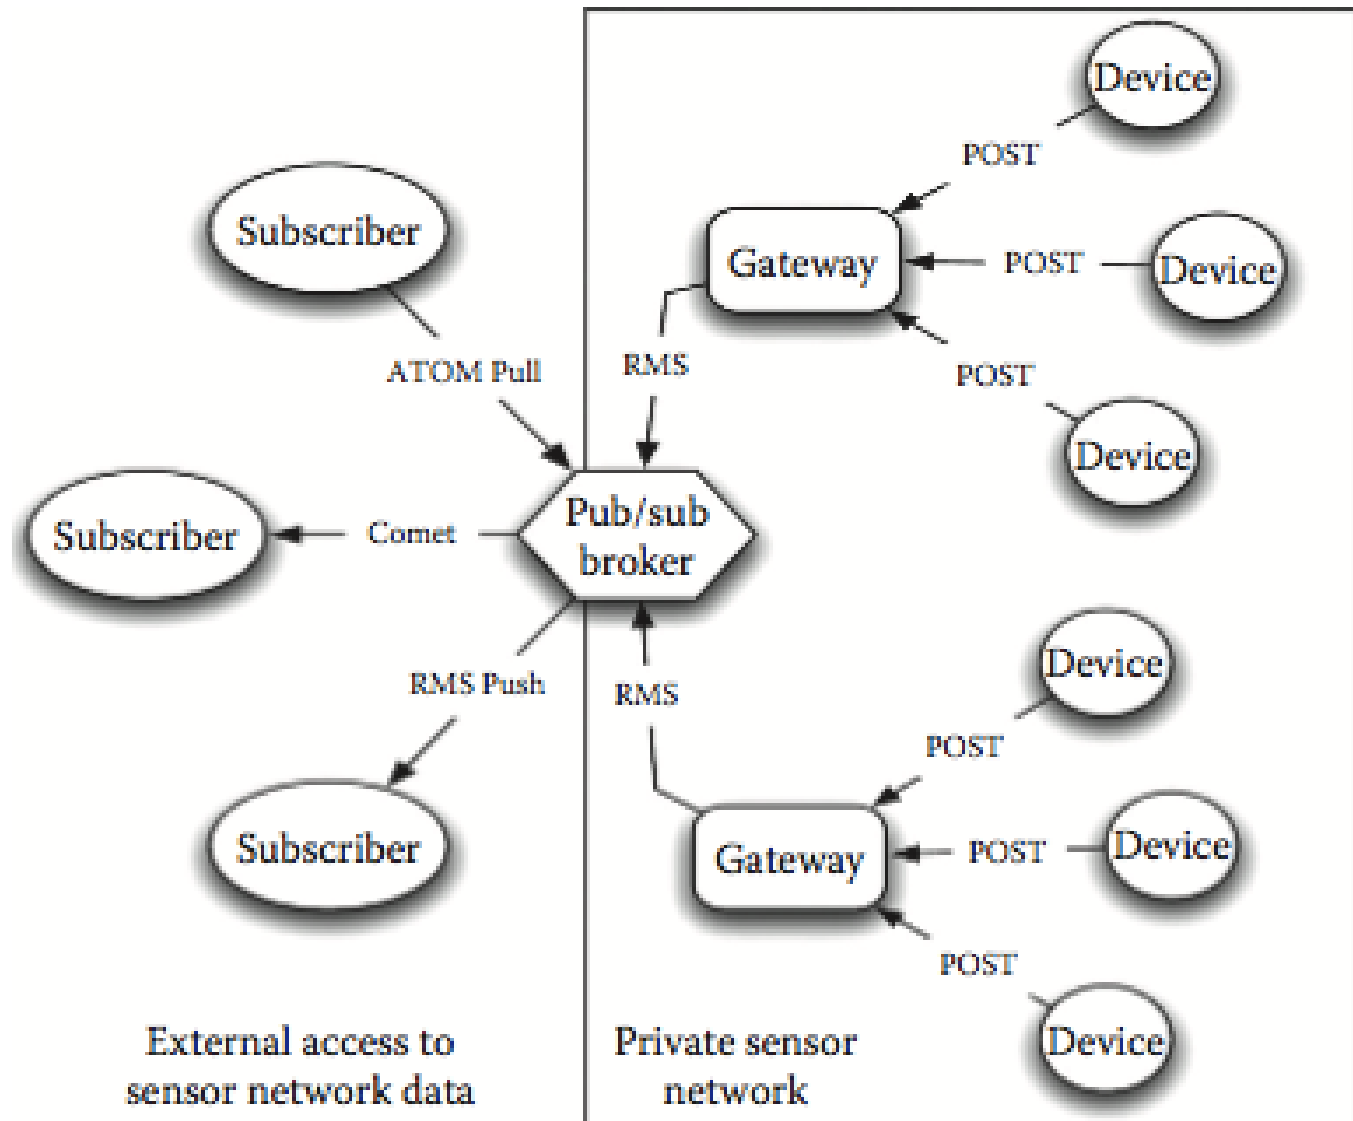 Device
POST
Subscriber
Gateway
POST
Device
ATOM Pull
RMS
POST
Device
Subscriber
Comet
Pub/sub
broker
RMS Push
RMS
Device
POST
Subscriber
Gateway
POST
Device
POST
External access to
sensor network data
Private sensor
network
Device